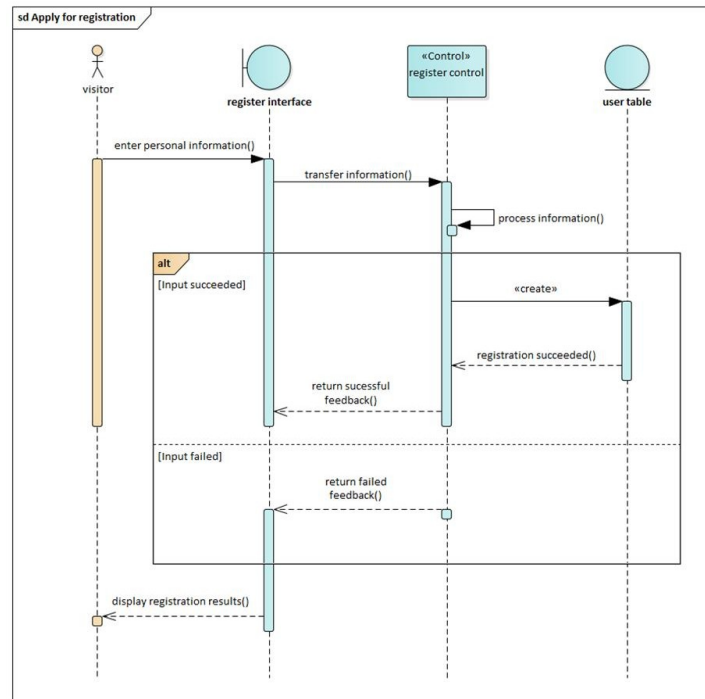 sd Apply for registration
visitor
register interface
«Control»
register control
user table
enter personal information()
transfer information()
process information()
alt
[Input succeeded]
«create»
registration succeeded()
return sucessful
feedback()
[Input failed]
return failed
feedback()
display registration results()